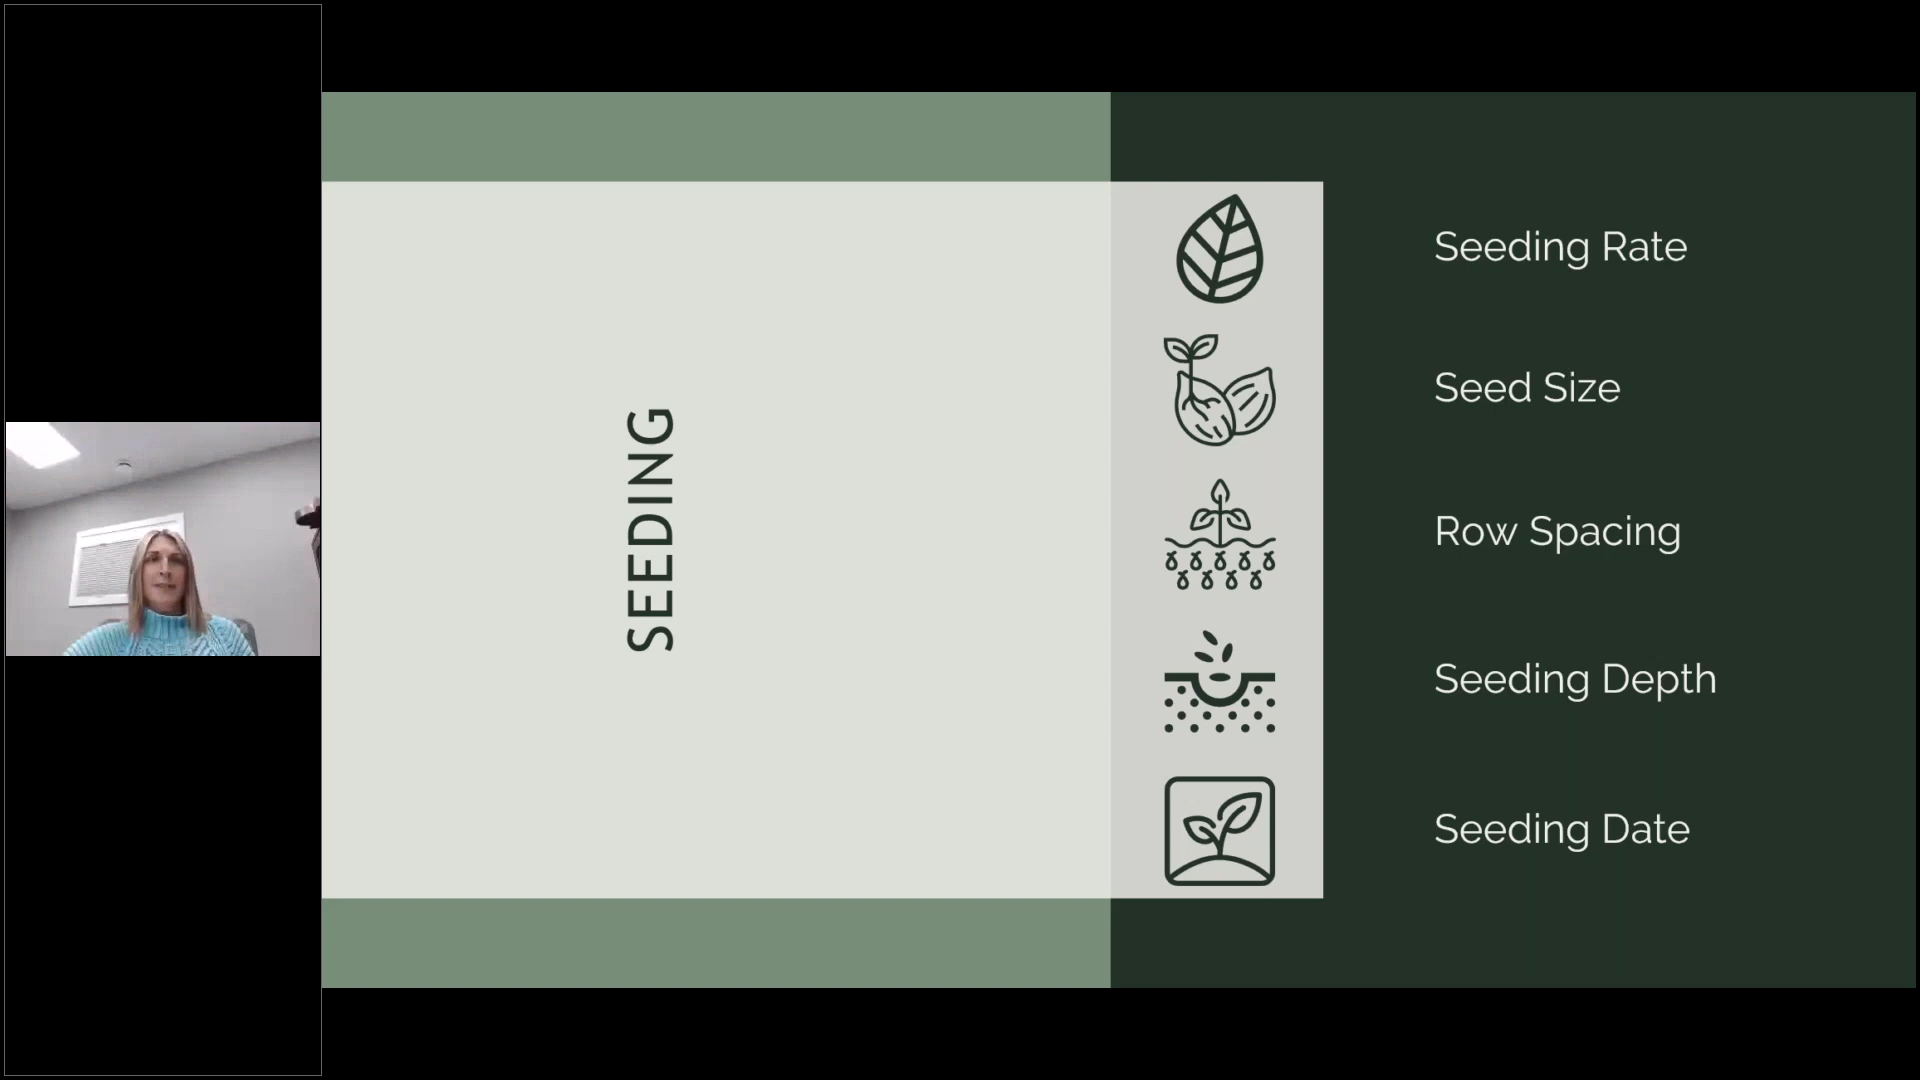 SEEDING
Seeding Rate
Seed Size
Row Spacing
Seeding Depth
Seeding Date